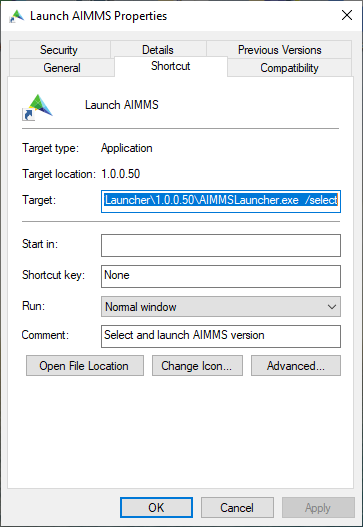 Launch AIMMS Properties
Security Details Previous Versions
General Shortcut Compatibility
Launch AIMMS
Target type: Application
Target location: 1.0.0.50
Target: Launcher\1.0.0.50\AIMMSLauncher.exe /select
Start in:
Shortcut key: None
Run: Normal window
Comment: Select and launch AIMMS version
Open File Location Change Icon... Advanced...
OK Cancel Apply